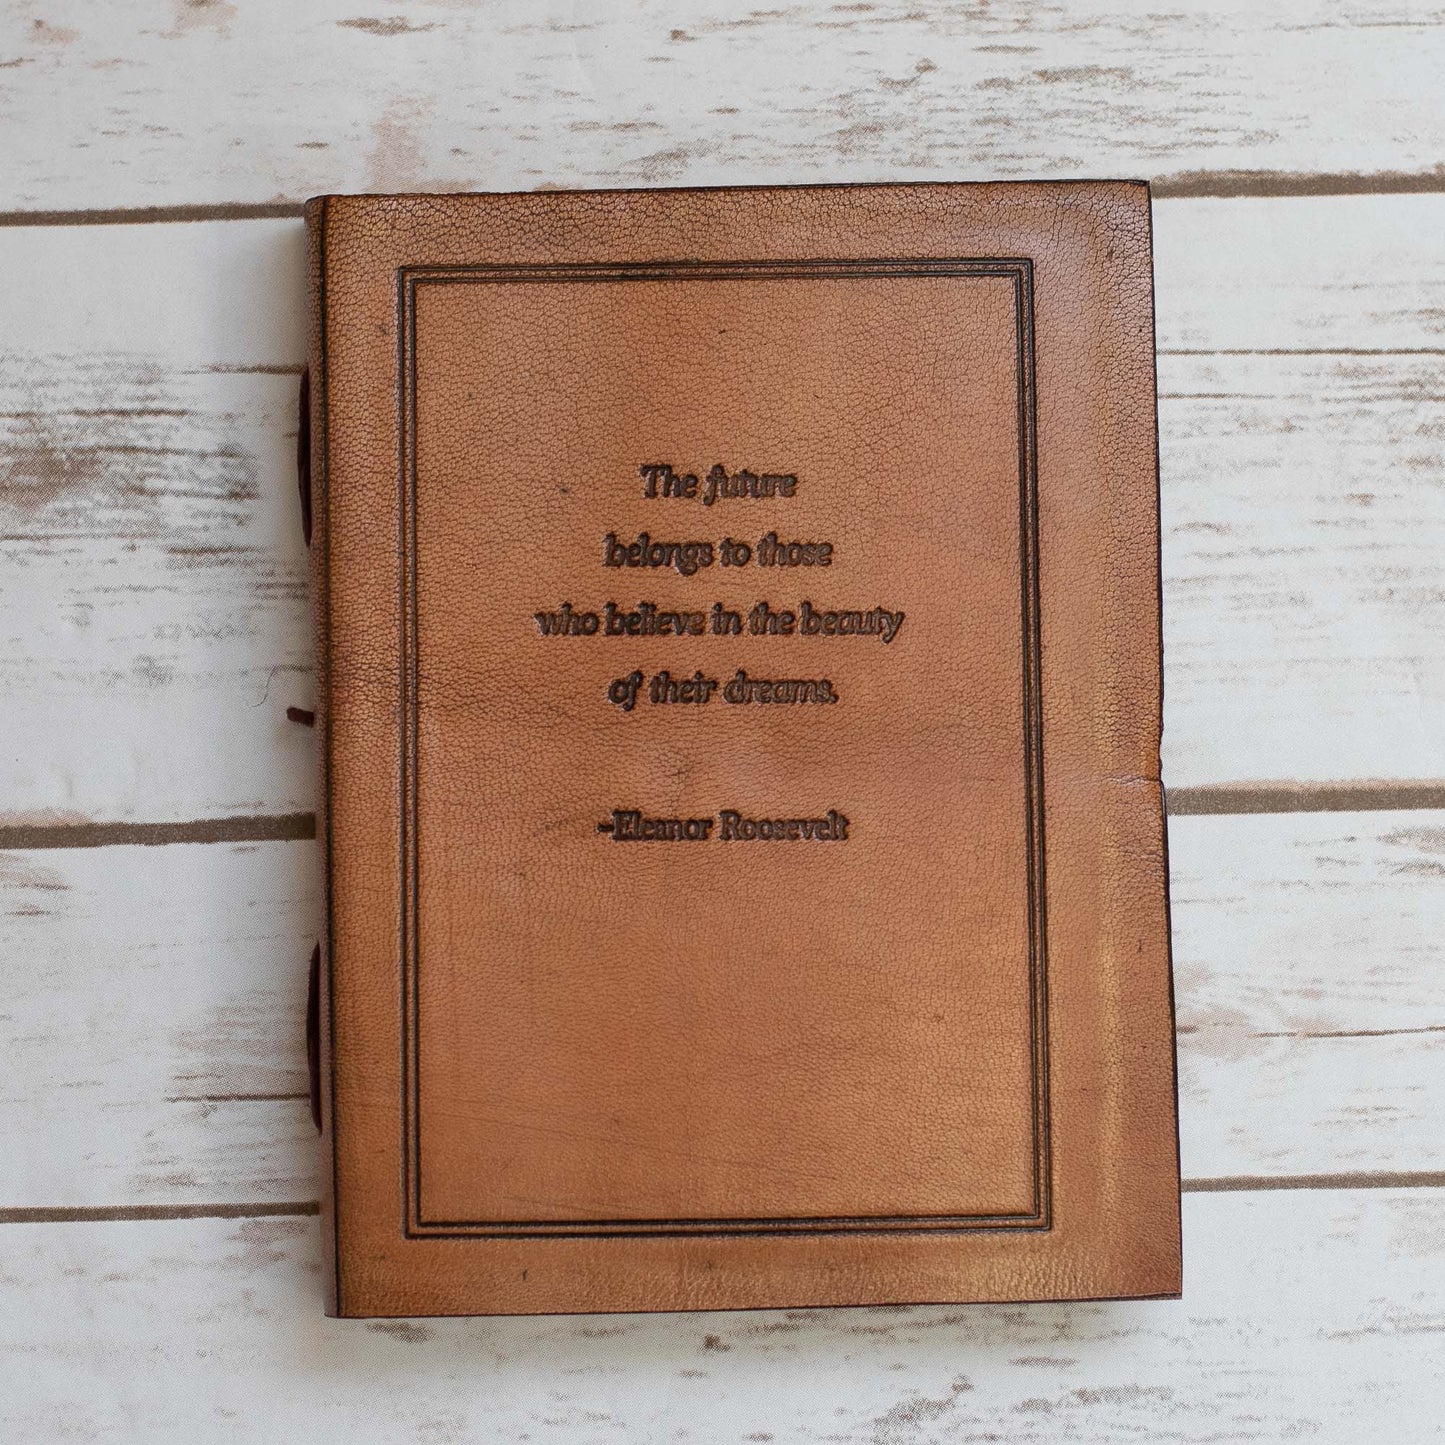 The future
belongs to those
who believe in the beauty
of their dreams.
-Eleanor Roosevelt